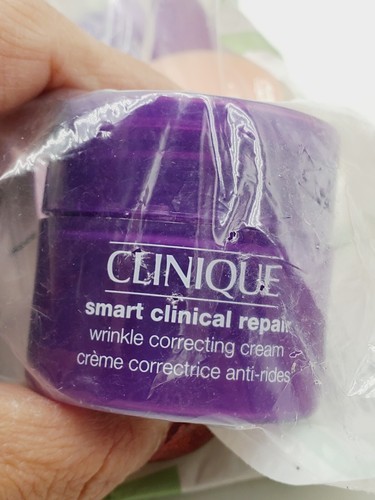 CLINIQUE
smart clinical repair
wrinkle correcting cream
crème correctrice anti-rides